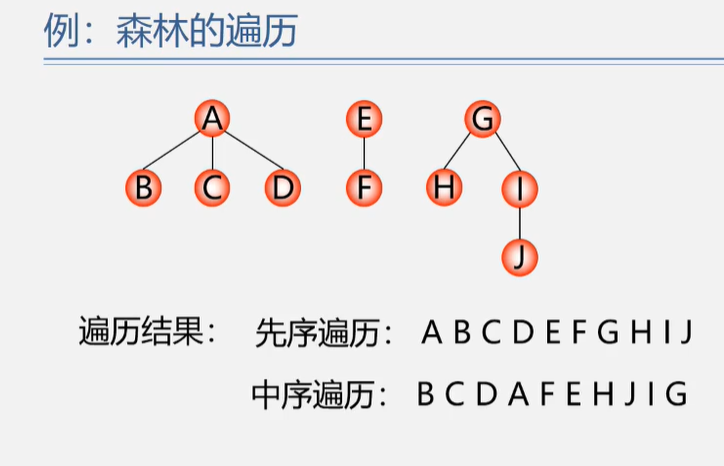 例：森林的遍历
A E G
B C D F H I
J
遍历结果： 先序遍历： A B C D E F G H I J
中序遍历： B C D A F E H J I G